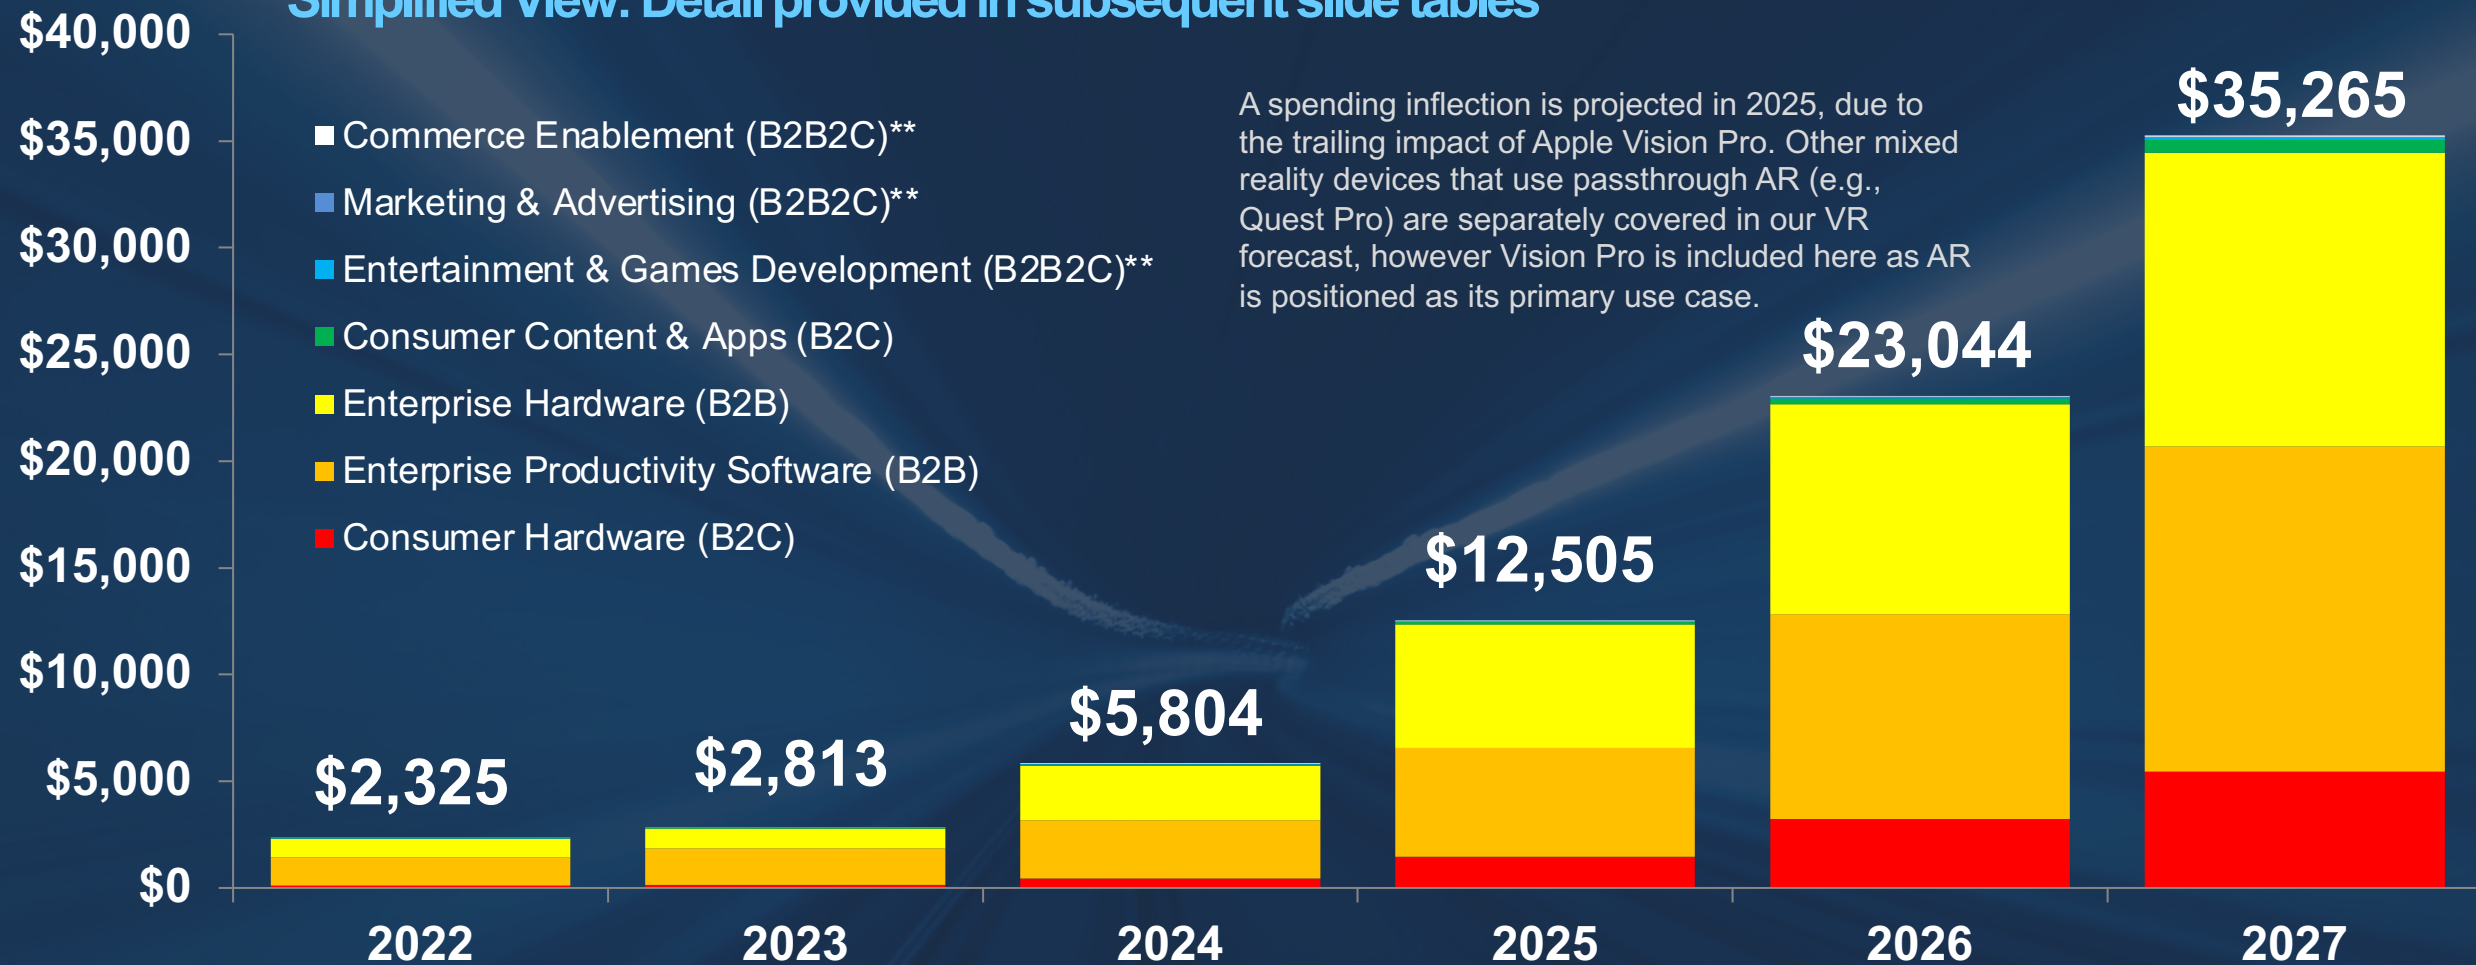 Simplified View: Detail provided in subsequent slide tables
$40,000
$35,000
$30,000
$25,000
$20,000
$15,000
$10,000
$5,000
$0
Commerce Enablement (B2B2C)**
Marketing & Advertising (B2B2C)**
Entertainment & Games Development (B2B2C)**
Consumer Content & Apps (B2C)
Enterprise Hardware (B2B)
Enterprise Productivity Software (B2B)
Consumer Hardware (B2C)
A spending inflection is projected in 2025, due to
the trailing impact of Apple Vision Pro. Other mixed
reality devices that use passthrough AR (e.g.,
Quest Pro) are separately covered in our VR
forecast, however Vision Pro is included here as AR
is positioned as its primary use case.
$2,325
$2,813
$5,804
$12,505
$23,044
$35,265
2022
2023
2024
2025
2026
2027